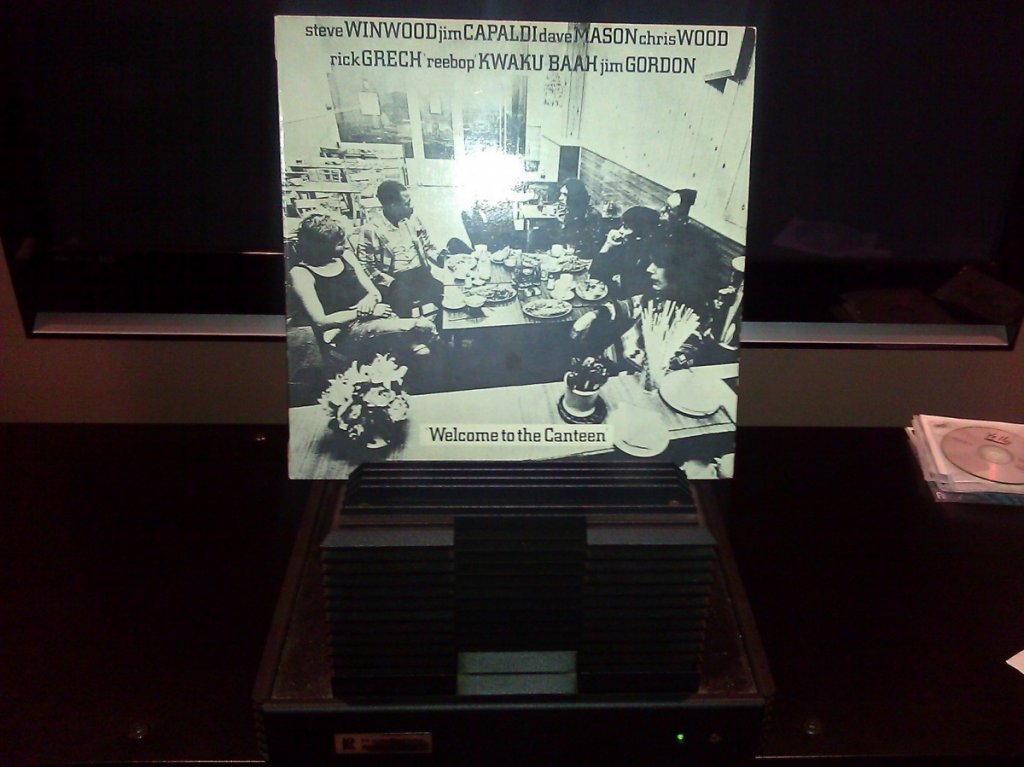 steve WINWOOD jim CAPALDI dave MASON chris WOOD
rick GRECH reebop KWAKU BAAH jim GORDON
Welcome to the Canteen